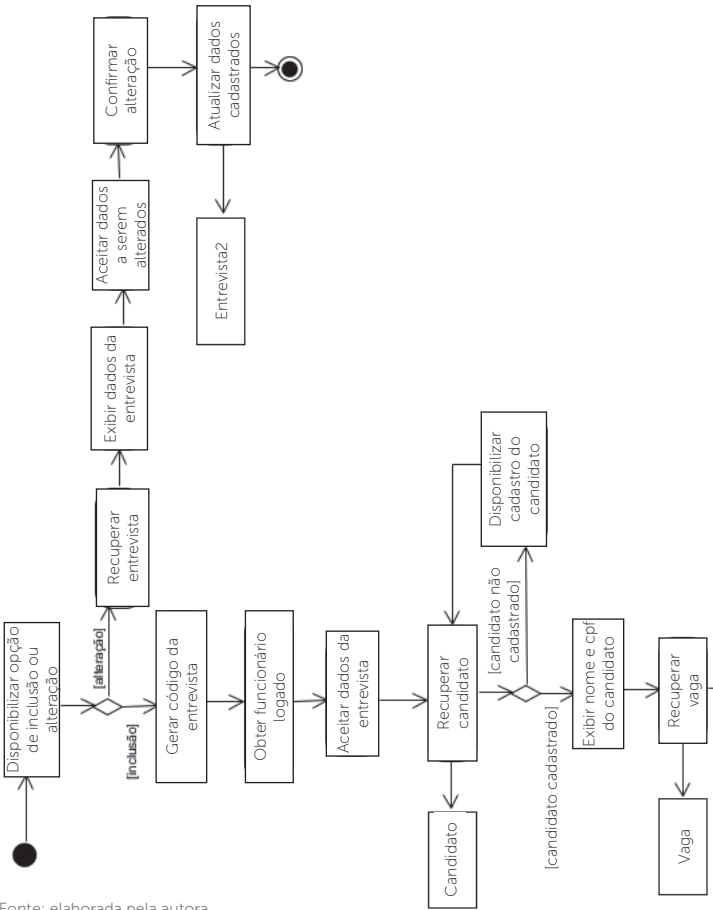 Disponibilizar opção
de inclusão ou
alteração
[alteração]
[inclusão]
Recuperar
entrevista
Exibir dados da
entrevista
Aceitar dados
a serem
alterados
Confirmar
alteração
Atualizar dados
cadastrados
Entrevista2
Gerar código da
entrevista
Obter funcionário
logado
Aceitar dados da
entrevista
Recuperar
candidato
Candidato
[candidato não
cadastrado]
Disponibilizar
cadastro do
candidato
[candidato cadastrado]
Exibir nome e cpf
do candidato
Recuperar
vaga
Vaga
Fonte: elaborada pela autora